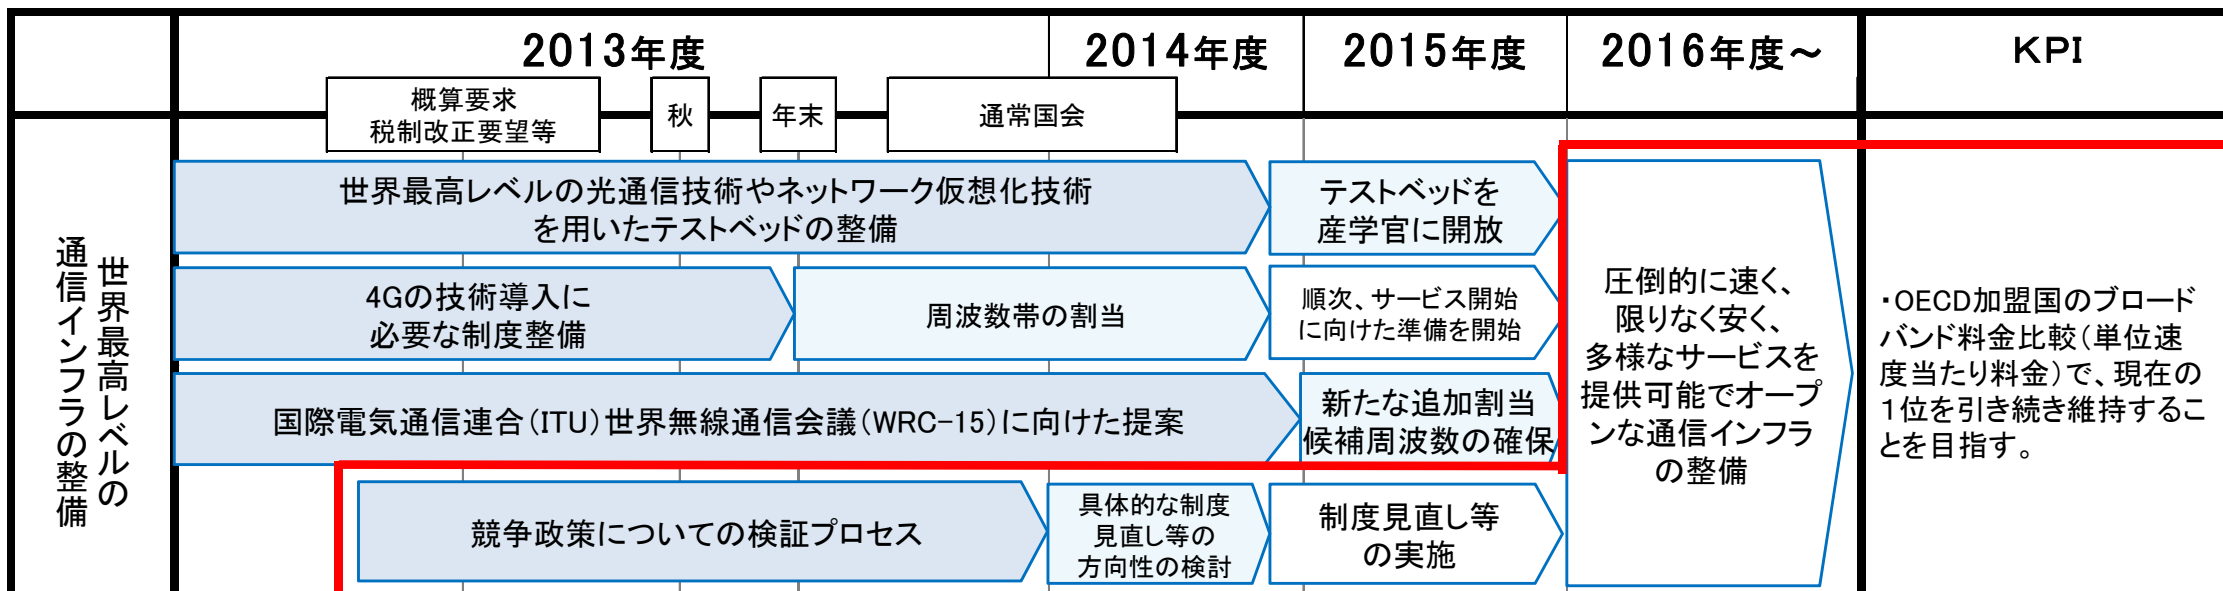 2013年度
2014年度
2015年度
2016年度～
KPI
概算要求
税制改正要望等
秋
年末
通常国会
世界最高レベルの
通信インフラの整備
世界最高レベルの光通信技術やネットワーク仮想化技術
を用いたテストベッドの整備
テストベッドを
産学官に開放
4Gの技術導入に
必要な制度整備
周波数帯の割当
順次、サービス開始
に向けた準備を開始
国際電気通信連合（ITU）世界無線通信会議（WRC-15）に向けた提案
新たな追加割当
候補周波数の確保
競争政策についての検証プロセス
具体的な制度
見直し等の
方向性の検討
制度見直し等
の実施
圧倒的に速く、
限りなく安く、
多様なサービスを
提供可能でオープ
ンな通信インフラ
の整備
・OECD加盟国のブロード
バンド料金比較（単位速
度当たり料金）で、現在の
１位を引き続き維持するこ
とを目指す。